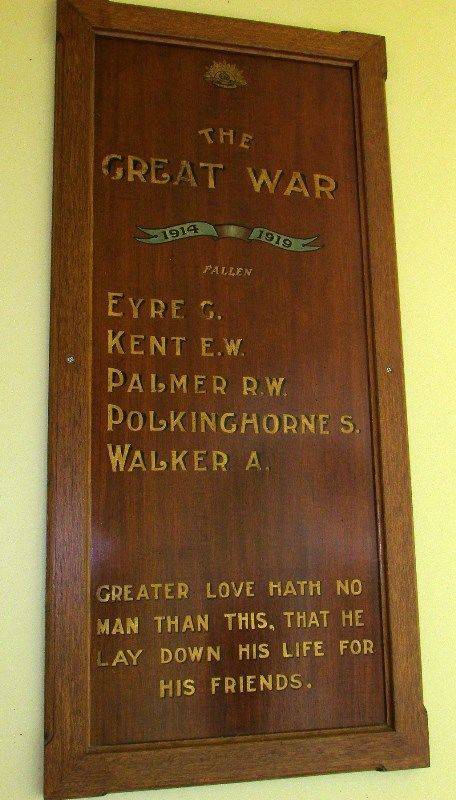 THE
GREAT WAR
1914 1919
FALLEN
EYRE G.
KENT E.W.
PALMER R.W.
POLKINGHORNE S.
WALKER A.
GREATER LOVE HATH NO
MAN THAN THIS, THAT HE
LAY DOWN HIS LIFE FOR
HIS FRIENDS.